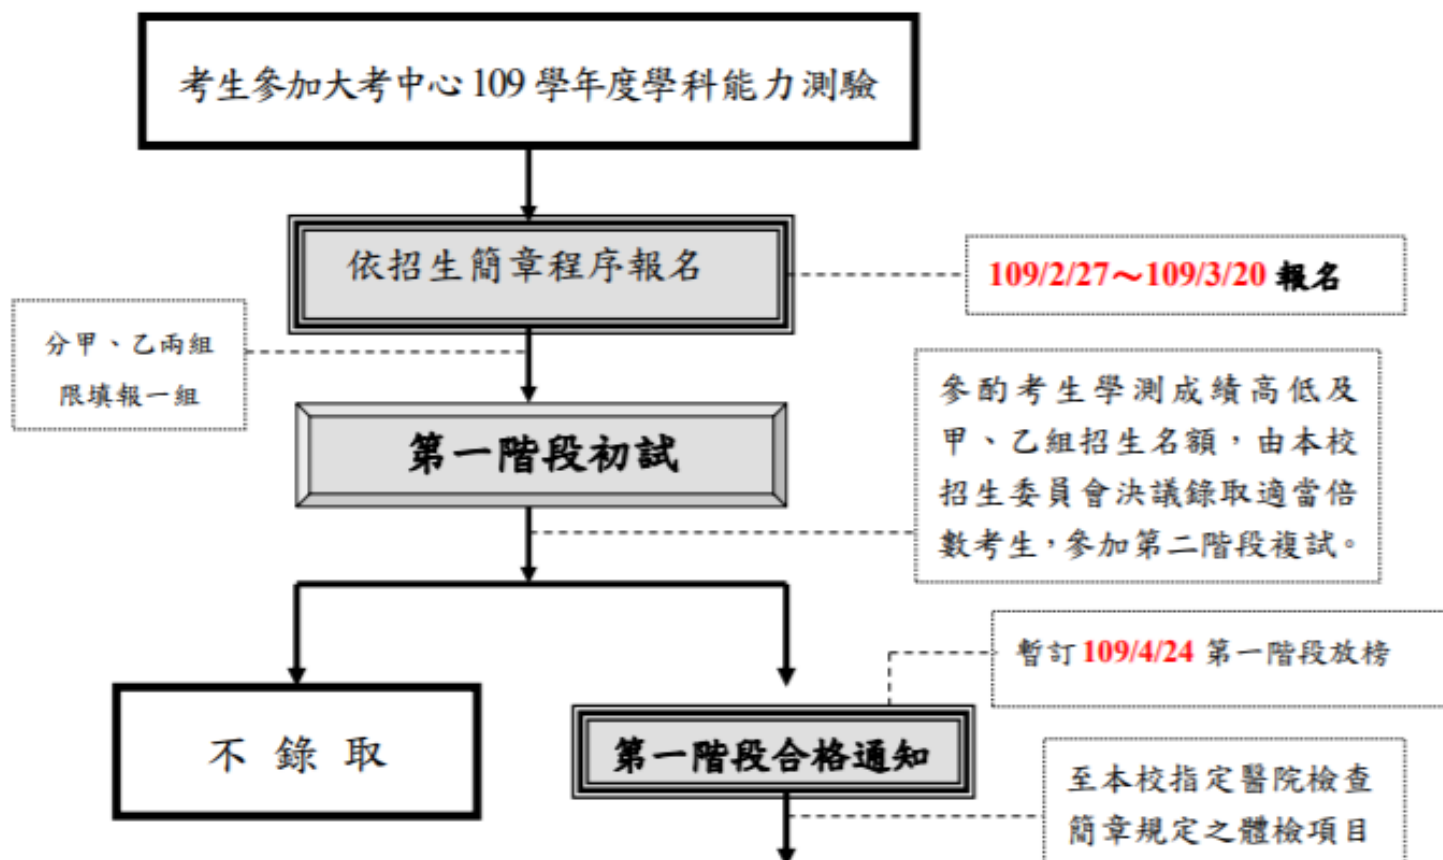 考生參加大考中心 109 學年度學科能力測驗
依招生簡章程序報名
109/2/27～109/3/20 報名
分甲、乙兩組
限填報一組
第一階段初試
參酌考生學測成績高低及
甲、乙組招生名額，由本校
招生委員會決議錄取適當倍
數考生，參加第二階段複試。
暫訂 109/4/24 第一階段放榜
不 錄 取
第一階段合格通知
至本校指定醫院檢查
簡章規定之體檢項目